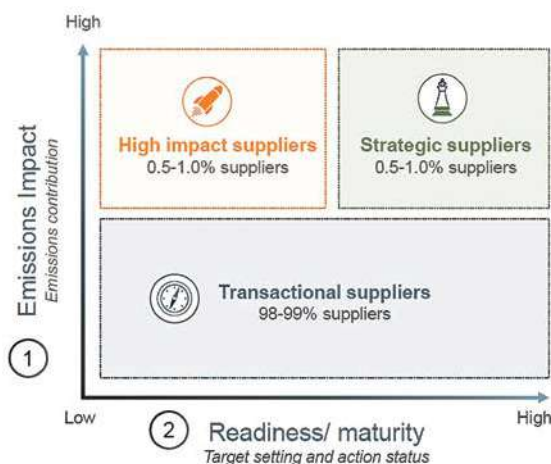 High
High impact suppliers
0.5-1.0% suppliers
Strategic suppliers
0.5-1.0% suppliers
Emissions Impact
Emissions contribution
1
Transactional suppliers
98-99% suppliers
Low
High
2
Readiness/ maturity
Target setting and action status